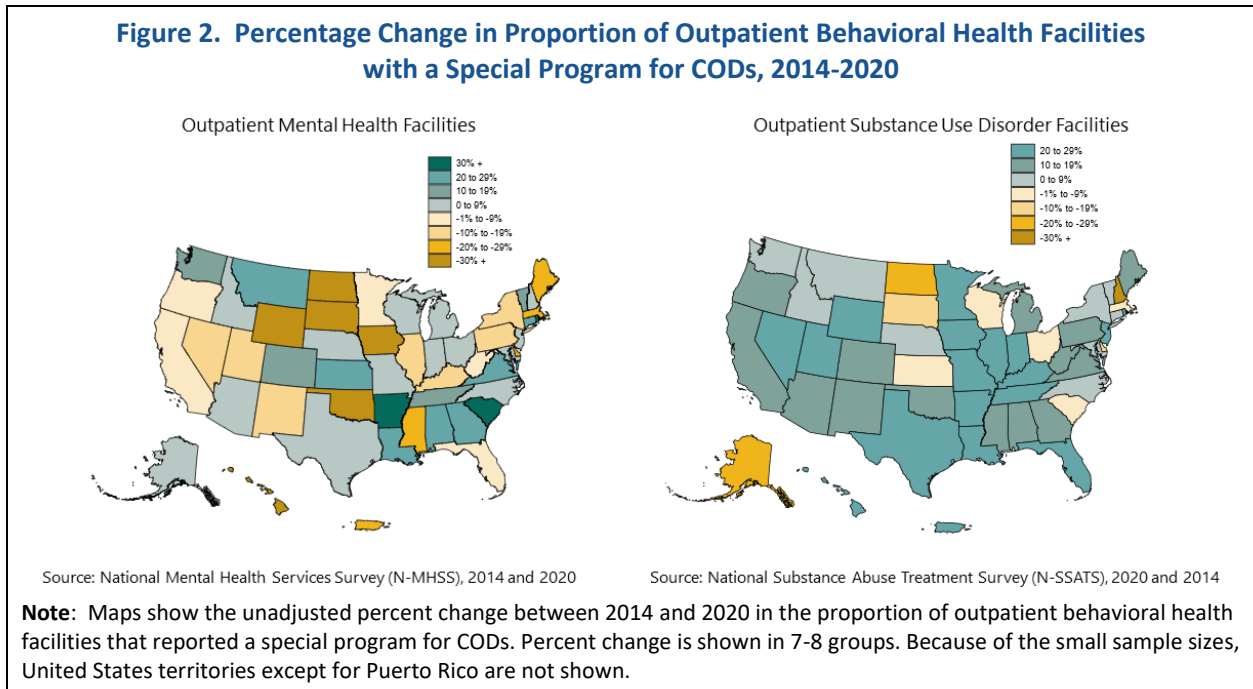 Figure 2.  Percentage Change in Proportion of Outpatient Behavioral Health Facilities
with a Special Program for CODs, 2014-2020
Outpatient Mental Health Facilities
30% +
20 to 29%
10 to 19%
0 to 9%
-1% to -9%
-10% to -19%
-20% to -29%
-30% +
Outpatient Substance Use Disorder Facilities
20 to 29%
10 to 19%
0 to 9%
-1% to -9%
-10% to -19%
-20% to -29%
-30% +
Source: National Mental Health Services Survey (N-MHSS), 2014 and 2020
Source: National Substance Abuse Treatment Survey (N-SSATS), 2020 and 2014
Note:  Maps show the unadjusted percent change between 2014 and 2020 in the proportion of outpatient behavioral health
facilities that reported a special program for CODs. Percent change is shown in 7-8 groups. Because of the small sample sizes,
United States territories except for Puerto Rico are not shown.